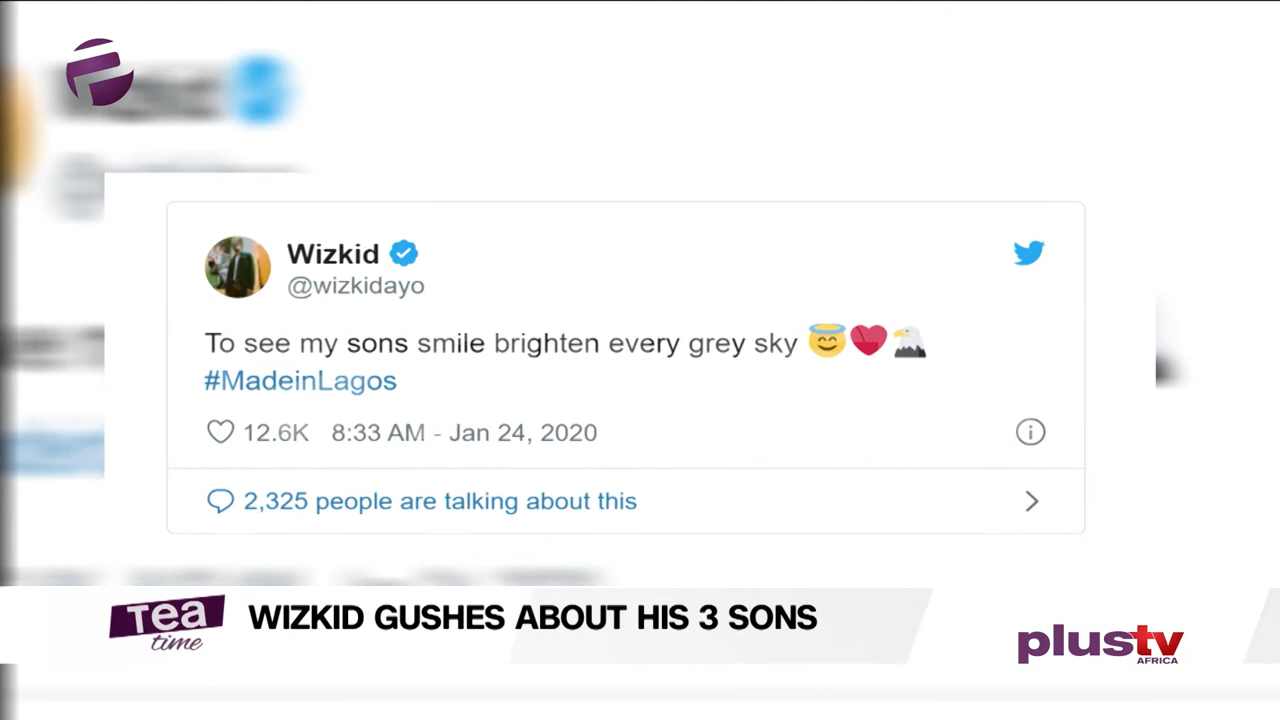 Wizkid
@wizkidayo
To see my sons smile brighten every grey sky 😇❤️🦅
#MadeinLagos
12.6K 8:33 AM - Jan 24, 2020
2,325 people are talking about this
Tea time
WIZKID GUSHES ABOUT HIS 3 SONS
plustv
AFRICA